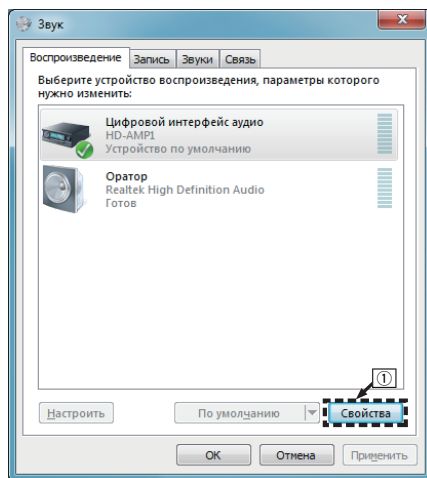 Звук
Воспроизведение Запись Звуки Связь
Выберите устройство воспроизведения, параметры которого
нужно изменить:
Цифровой интерфейс аудио
HD-AMP1
Устройство по умолчанию
Оратор
Realtek High Definition Audio
Готов
①
Настроить По умолчанию Свойства
OK Отмена Применить